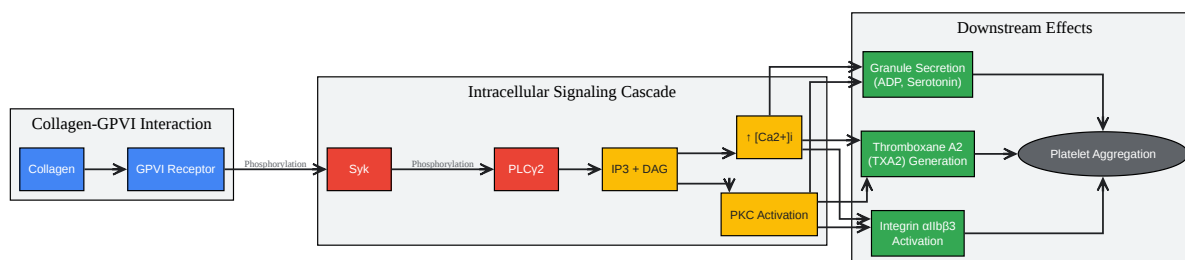 Downstream Effects
Granule Secretion
(ADP, Serotonin)
Intracellular Signaling Cascade
Collagen-GPVI Interaction
↑ [Ca2+]i
Thromboxane A2
(TXA2) Generation
Platelet Aggregation
Collagen
GPVI Receptor
Phosphorylation
Syk
Phosphorylation
PLCγ2
IP3 + DAG
PKC Activation
Integrin αIIbβ3
Activation